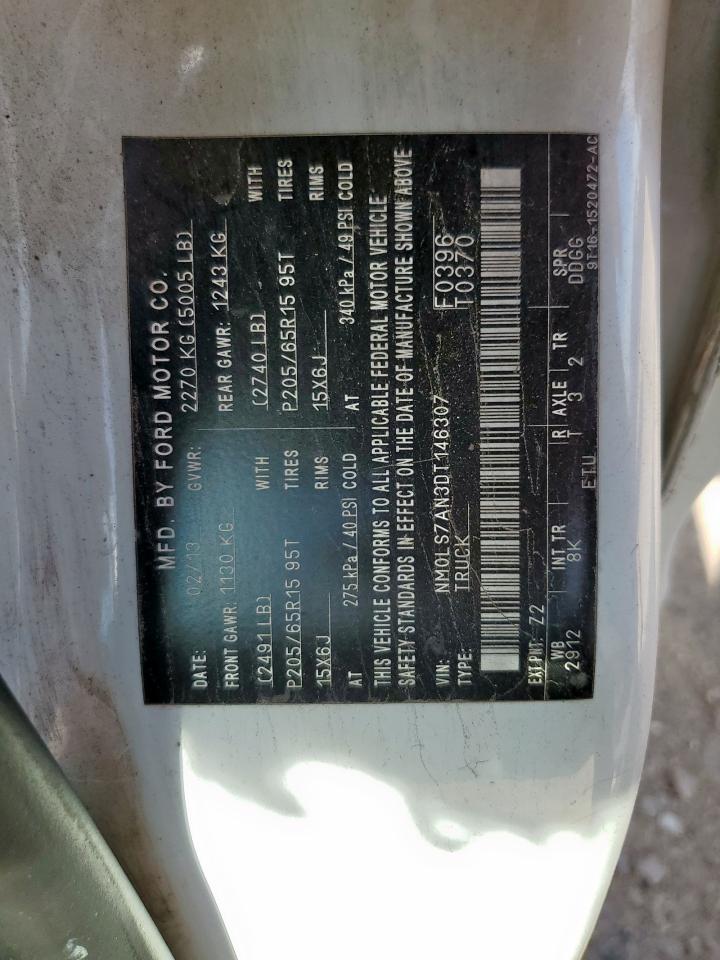 MFD. BY FORD MOTOR CO.
DATE: 02/13 GVWR: 2270 KG (5005 LB)
FRONT GAWR: 1130 KG REAR GAWR: 1243 KG
(2491LB) WITH (2740 LB) WITH
P205/65R15 95T TIRES P205/65R15 95T TIRES
15X6J RIMS 15X6J RIMS
AT 275 kPa / 40 PSI COLD AT 340 kPa / 49 PSI COLD
THIS VEHICLE CONFORMS TO ALL APPLICABLE FEDERAL MOTOR VEHICLE
SAFETY STANDARDS IN EFFECT ON THE DATE OF MANUFACTURE SHOWN ABOVE
VIN: NM0LS7AN3DT146307 F0396
TYPE: TRUCK T0370
EXT PNT: Z2
WB INT TR R AXLE TR SPR
2912 8K T 3 2 DDGG
ETU 9T16-1520472-AC